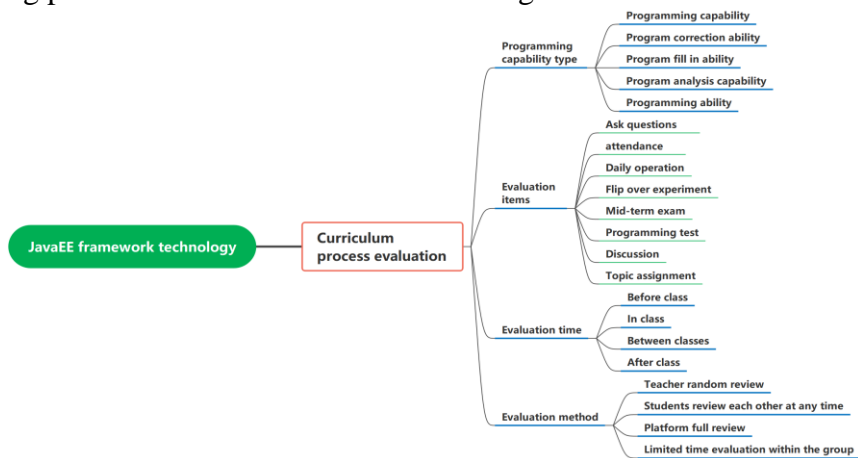 JavaEE framework technology
Curriculum
process evaluation
Programming
capability type
Programming capability
Program correction ability
Program fill in ability
Program analysis capability
Programming ability
Evaluation
items
Ask questions
attendance
Daily operation
Flip over experiment
Mid-term exam
Programming test
Discussion
Topic assignment
Evaluation time
Before class
In class
Between classes
After class
Evaluation method
Teacher random review
Students review each other at any time
Platform full review
Limited time evaluation within the group